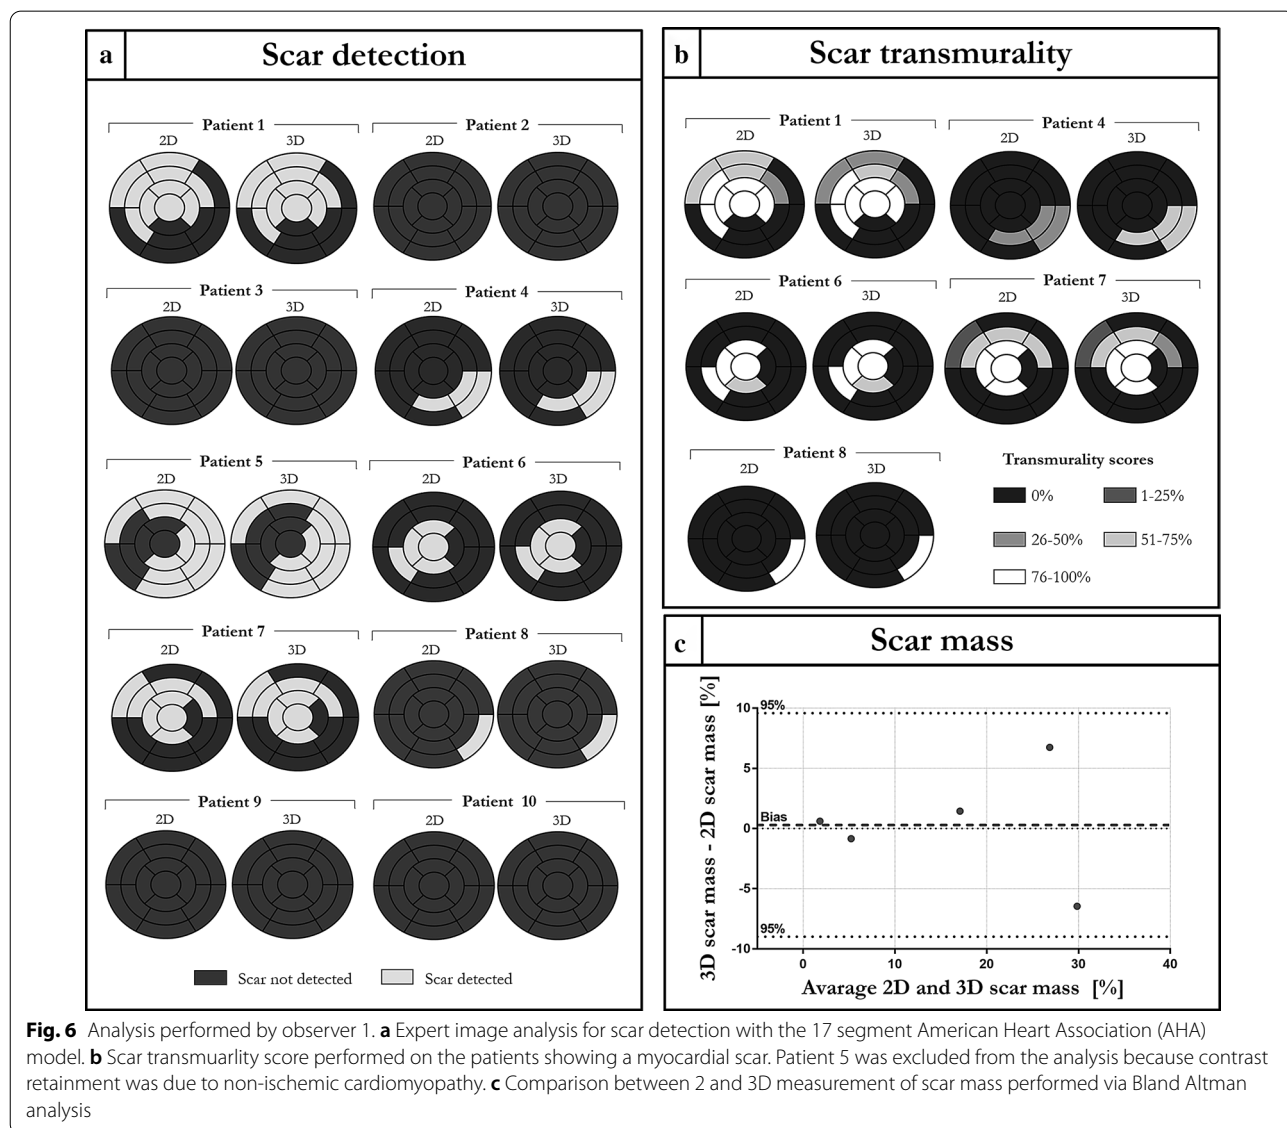 a Scar detection
Patient 1
2D 3D
Patient 2
2D 3D
Patient 3
2D 3D
Patient 4
2D 3D
Patient 5
2D 3D
Patient 6
2D 3D
Patient 7
2D 3D
Patient 8
2D 3D
Patient 9
2D 3D
Patient 10
2D 3D
Scar not detected Scar detected
b Scar transmurality
Patient 1
2D 3D
Patient 4
2D 3D
Patient 6
2D 3D
Patient 7
2D 3D
Patient 8
2D 3D
Transmurality scores
0% 1-25%
26-50% 51-75%
76-100%
c Scar mass
3D scar mass - 2D scar mass [%]
10
5
0
-5
-10
95%
Bias
95%
0 10 20 30 40
Avarage 2D and 3D scar mass [%]
Fig. 6 Analysis performed by observer 1. a Expert image analysis for scar detection with the 17 segment American Heart Association (AHA)
model. b Scar transmuarlity score performed on the patients showing a myocardial scar. Patient 5 was excluded from the analysis because contrast
retainment was due to non-ischemic cardiomyopathy. c Comparison between 2 and 3D measurement of scar mass performed via Bland Altman
analysis